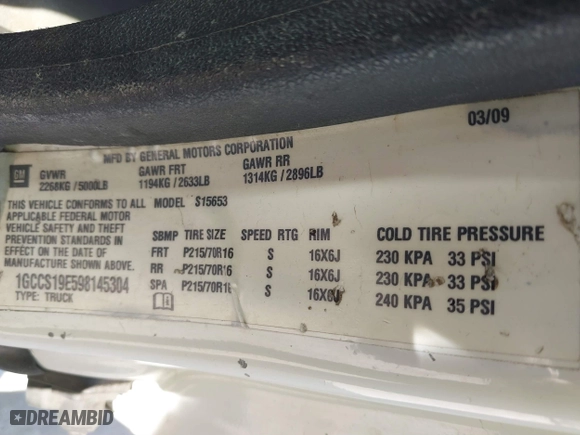 03/09
MFD BY GENERAL MOTORS CORPORATION
GM
GVWR GAWR FRT GAWR RR
2268KG / 5000LB 1194KG / 2633LB 1314KG / 2896LB
THIS VEHICLE CONFORMS TO ALL MODEL S15653
APPLICABLE FEDERAL MOTOR
VEHICLE SAFETY AND THEFT
PREVENTION STANDARDS IN
EFFECT ON THE DATE OF
MANUFACTURE SHOWN ABOVE.
1GCCS19E598145304
TYPE: TRUCK
SBMP TIRE SIZE SPEED RTG RIM COLD TIRE PRESSURE
FRT P215/70R16 S 16X6J 230 KPA 33 PSI
RR P215/70R16 S 16X6J 230 KPA 33 PSI
SPA P215/70R16 S 16X6J 240 KPA 35 PSI
DREAMBID